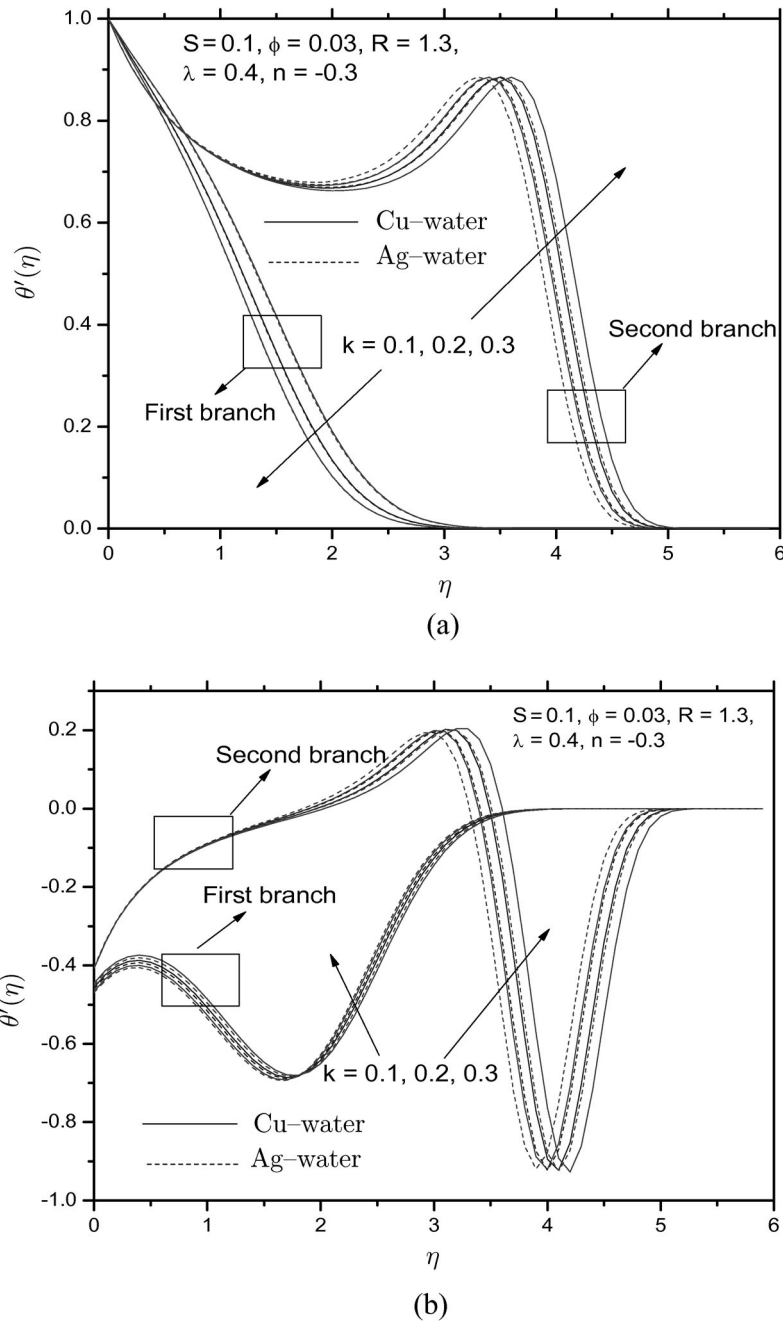 1.0
S = 0.1, ϕ = 0.03, R = 1.3,
λ = 0.4, n = -0.3
0.8
0.6
Cu–water
θ′(η)
Ag–water
0.4
Second branch
k = 0.1, 0.2, 0.3
First branch
0.2
0.0
0 1 2 3 4 5 6
η
(a)
S = 0.1, ϕ = 0.03, R = 1.3,
λ = 0.4, n = -0.3
0.2
Second branch
0.0
-0.2
First branch
-0.4
θ′(η)
-0.6
k = 0.1, 0.2, 0.3
-0.8
Cu–water
Ag–water
-1.0
0 1 2 3 4 5 6
η
(b)